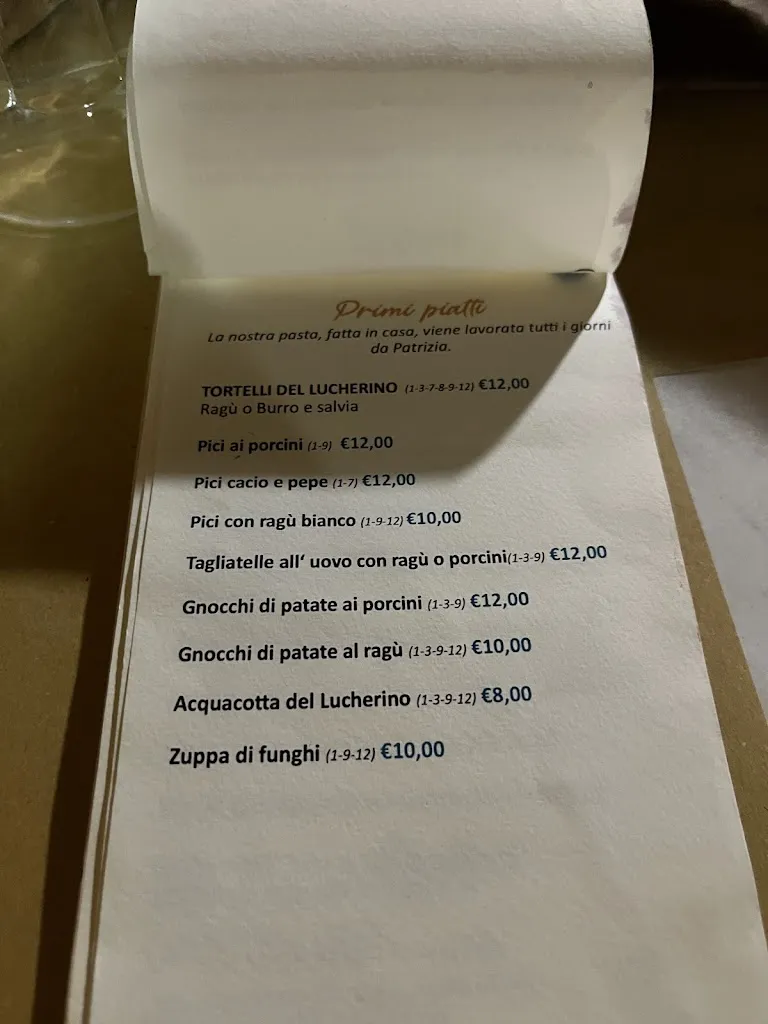 Primi piatti
La nostra pasta, fatta in casa, viene lavorata tutti i giorni
da Patrizia.
TORTELLI DEL LUCHERINO (1-3-7-8-9-12) €12,00
Ragù o Burro e salvia
Pici ai porcini (1-9) €12,00
Pici cacio e pepe (1-7) €12,00
Pici con ragù bianco (1-9-12) €10,00
Tagliatelle all‘ uovo con ragù o porcini(1-3-9) €12,00
Gnocchi di patate ai porcini (1-3-9) €12,00
Gnocchi di patate al ragù (1-3-9-12) €10,00
Acquacotta del Lucherino (1-3-9-12) €8,00
Zuppa di funghi (1-9-12) €10,00